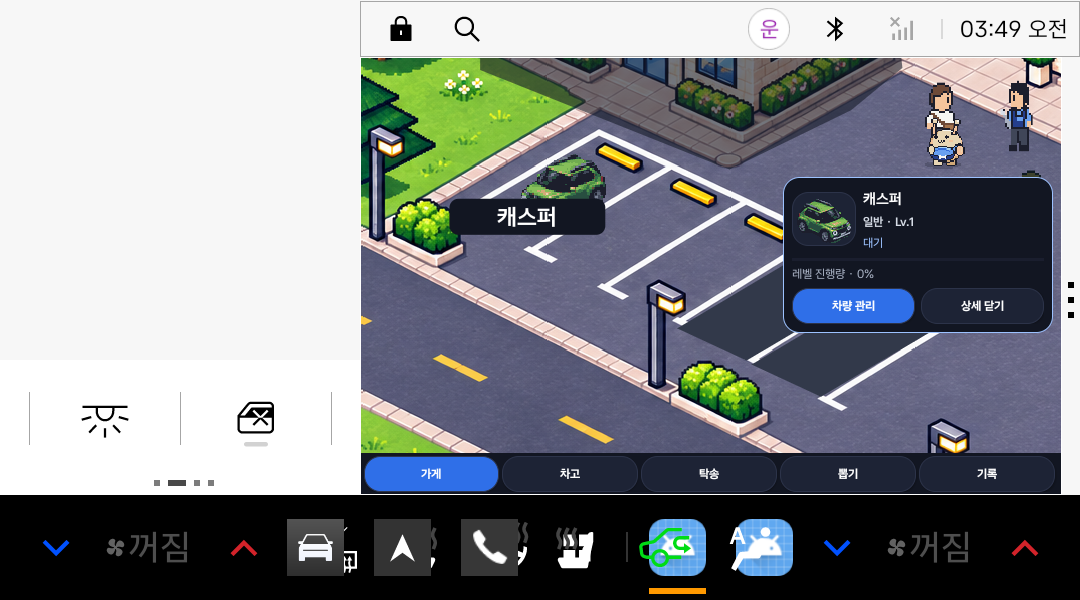 운
03:49 오전
캐스퍼
캐스퍼
일반 · Lv.1
대기
레벨 진행량 · 0%
차량 관리
상세 닫기
가게
차고
탁송
뽑기
기록
꺼짐
A
꺼짐